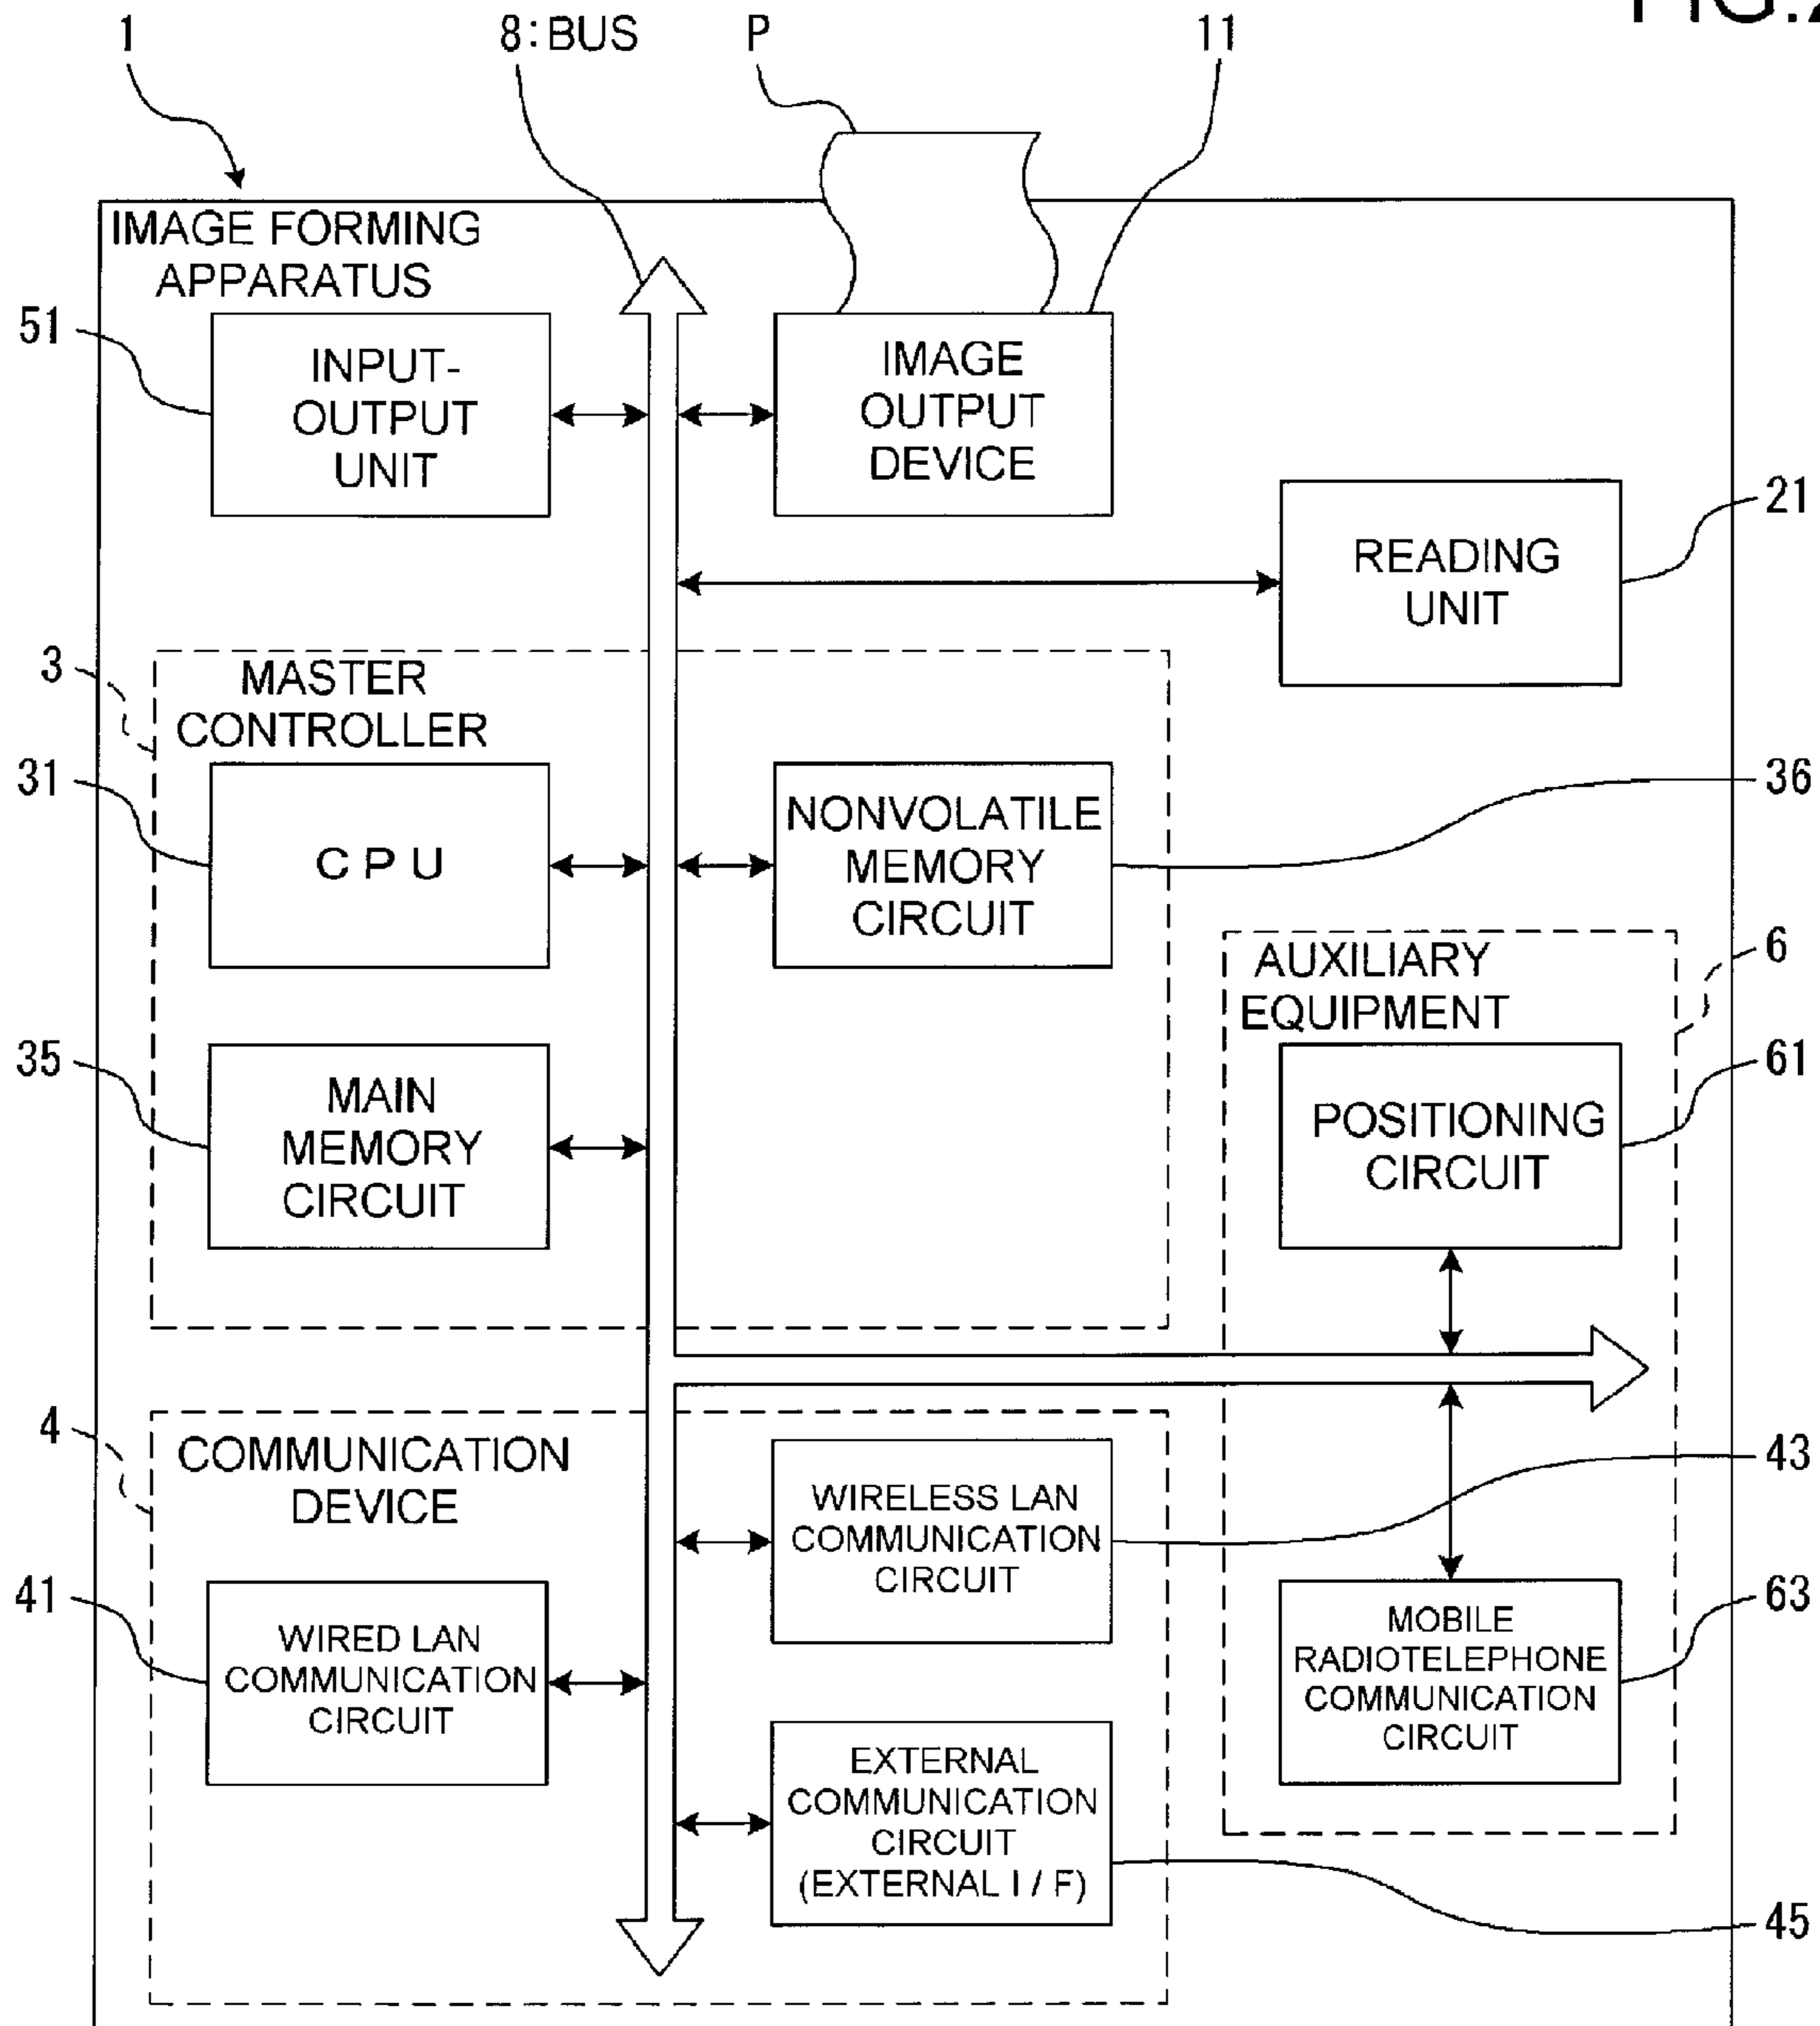 FIG.2
1
8:BUS
P
11
IMAGE FORMING
APPARATUS
51
INPUT-
OUTPUT
UNIT
IMAGE
OUTPUT
DEVICE
READING
UNIT
21
3
MASTER
CONTROLLER
31
CPU
NONVOLATILE
MEMORY
CIRCUIT
36
AUXILIARY
EQUIPMENT
6
35
MAIN
MEMORY
CIRCUIT
POSITIONING
CIRCUIT
61
4
COMMUNICATION
DEVICE
WIRELESS LAN
COMMUNICATION
CIRCUIT
43
41
WIRED LAN
COMMUNICATION
CIRCUIT
MOBILE
RADIOTELEPHONE
COMMUNICATION
CIRCUIT
63
EXTERNAL
COMMUNICATION
CIRCUIT
(EXTERNAL I / F)
45